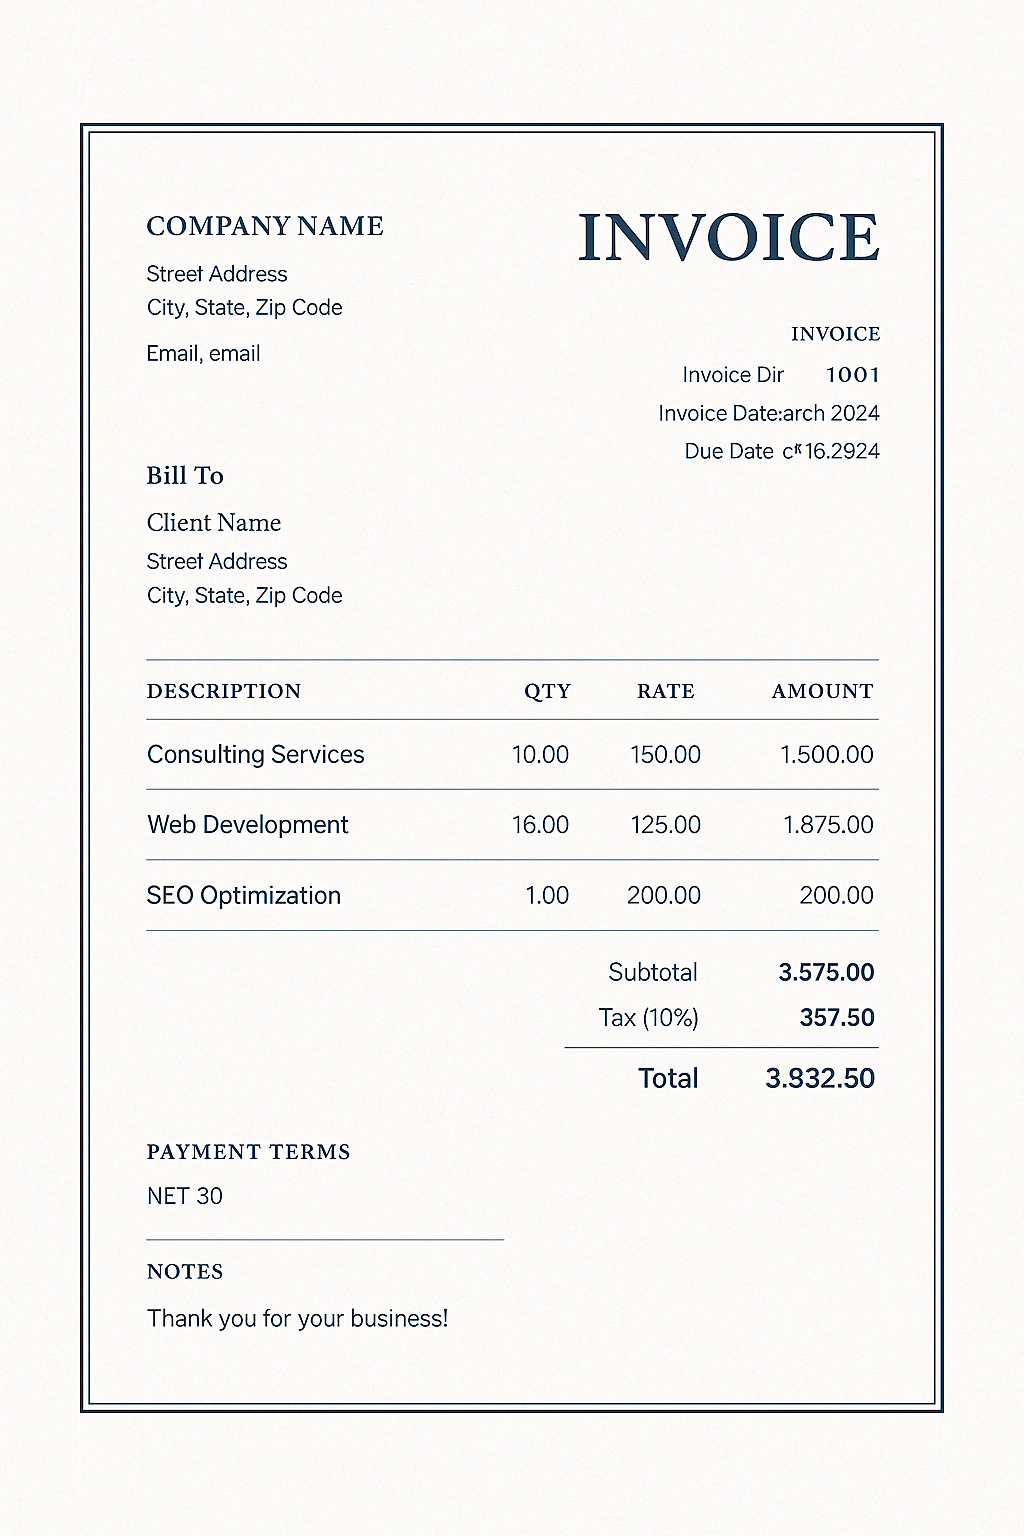 COMPANY NAME
Street Address
City, State, Zip Code
Email, email
INVOICE
INVOICE
Invoice Dir 1001
Invoice Date:arch 2024
Due Date 16.2924
Bill To
Client Name
Street Address
City, State, Zip Code
DESCRIPTION QTY RATE AMOUNT
Consulting Services 10.00 150.00 1.500.00
Web Development 16.00 125.00 1.875.00
SEO Optimization 1.00 200.00 200.00
Subtotal 3.575.00
Tax (10%) 357.50
Total 3.932.50
PAYMENT TERMS
NET 30
NOTES
Thank you for your business!